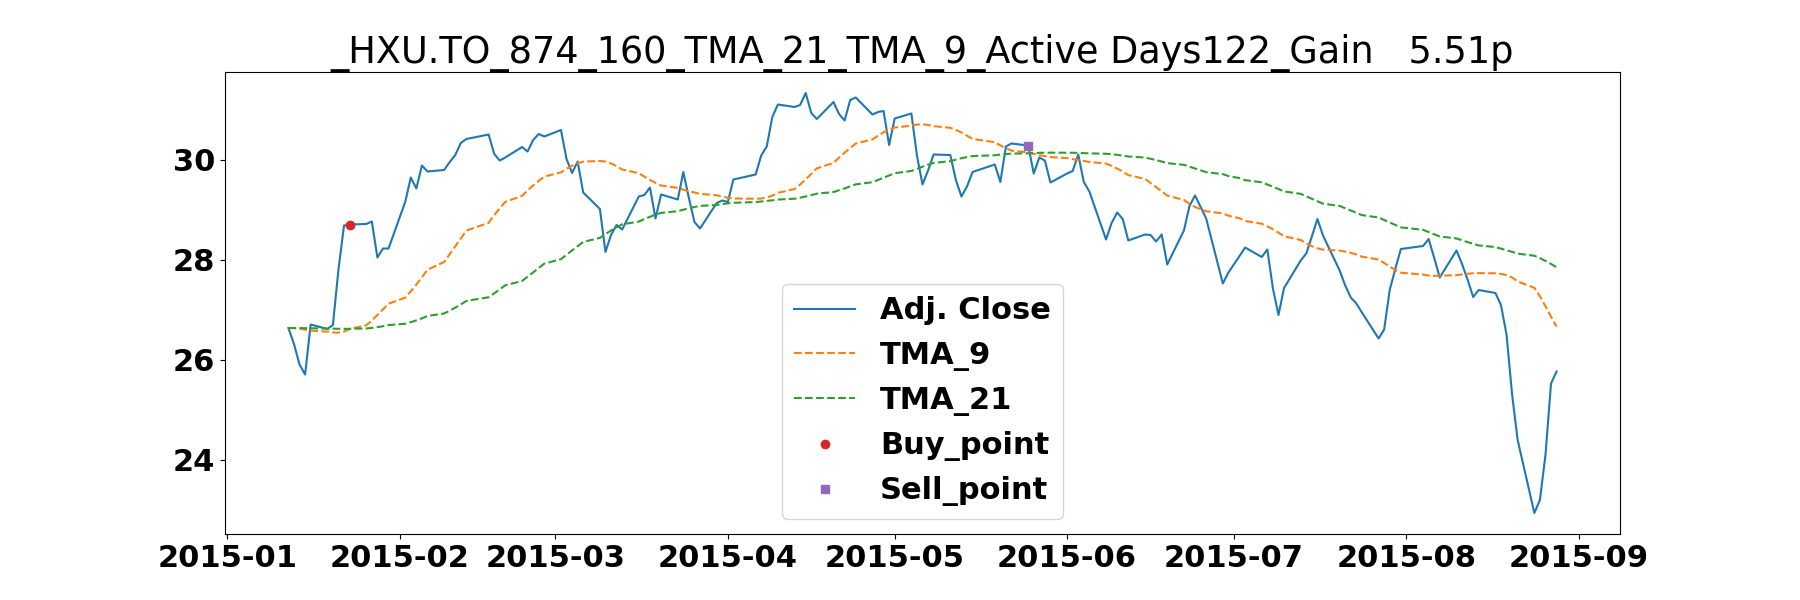 _HXU.TO_874_160_TMA_21_TMA_9_Active Days122_Gain   5.51p
30
28
26
24
Adj. Close
TMA_9
TMA_21
Buy_point
Sell_point
2015-01 2015-02 2015-03 2015-04 2015-05 2015-06 2015-07 2015-08 2015-09